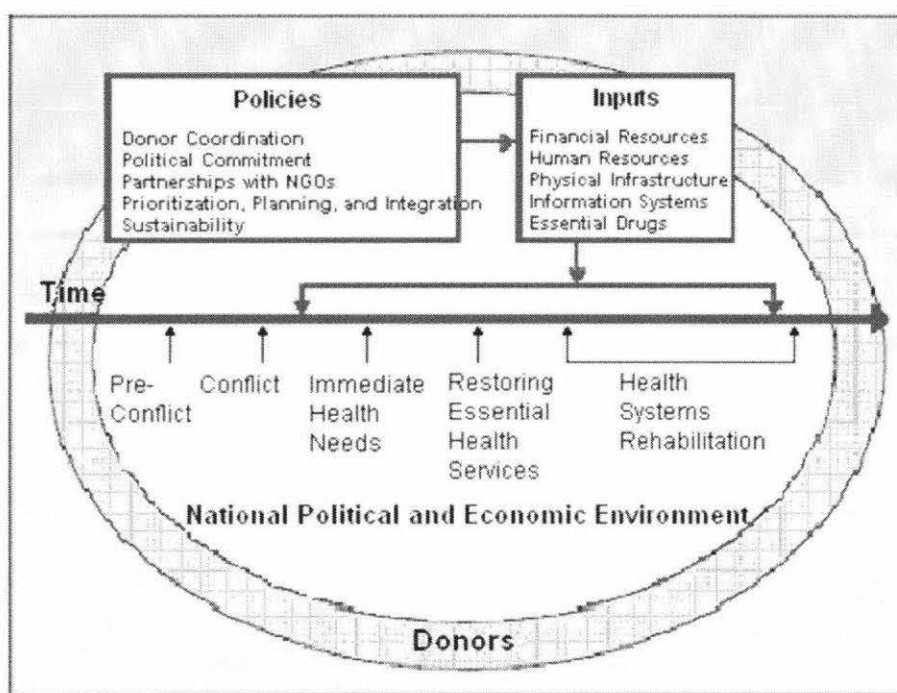 Policies
Donor Coordination
Political Commitment
Partnerships with NGOs
Prioritization, Planning, and Integration
Sustainability
Inputs
Financial Resources
Human Resources
Physical Infrastructure
Information Systems
Essential Drugs
Time
Pre-
Conflict
Conflict
Immediate
Health
Needs
Restoring
Essential
Health
Services
Health
Systems
Rehabilitation
National Political and Economic Environment
Donors